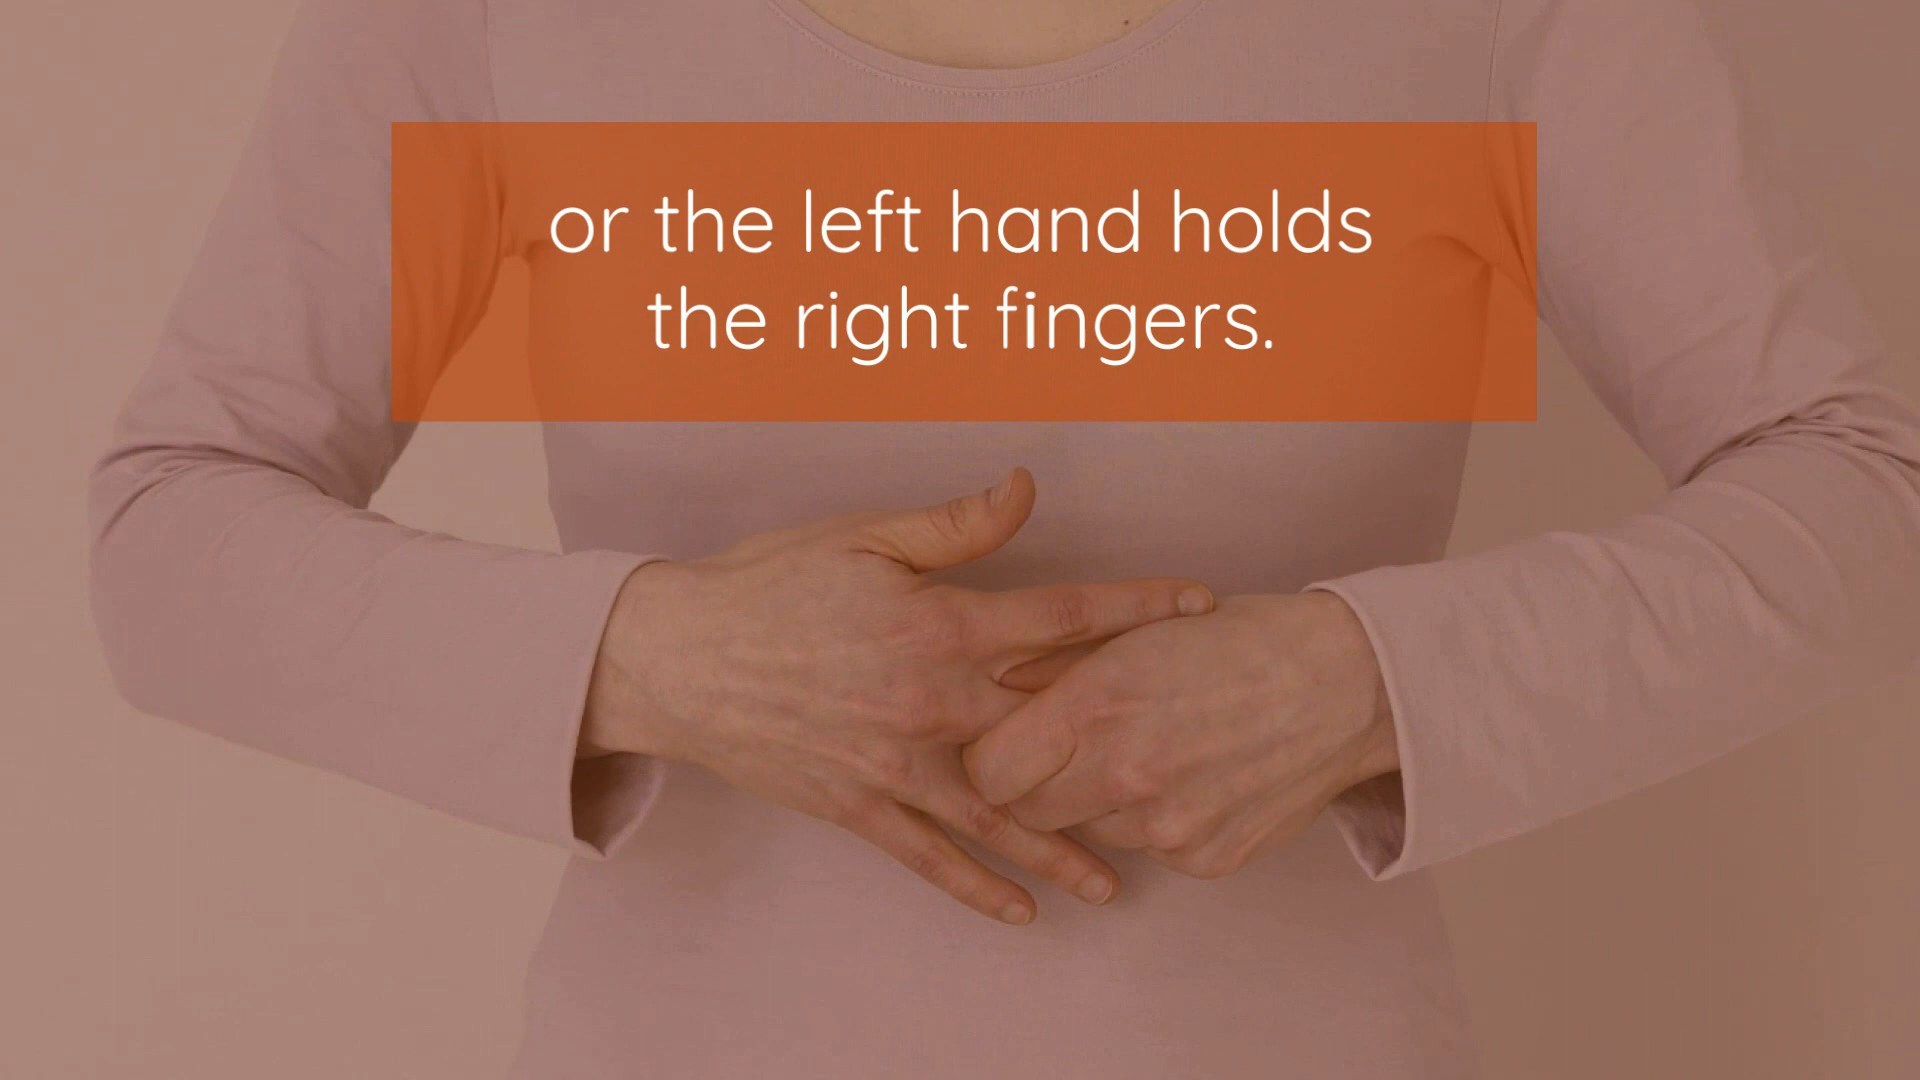 or the left hand holds
the right fingers.